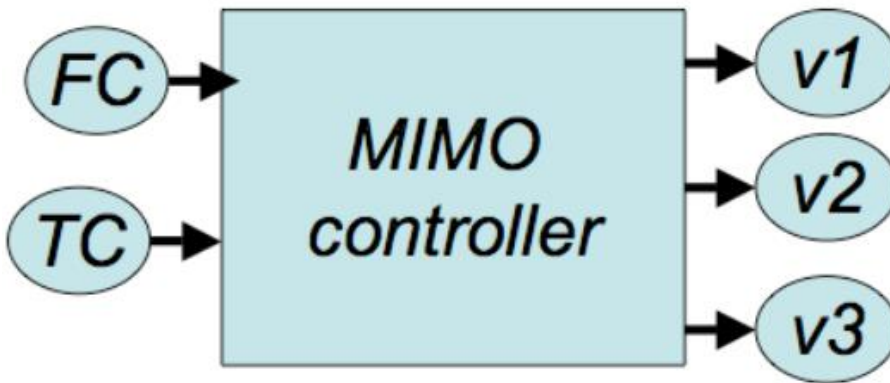 FC
TC
MIMO
controller
v1
v2
v3